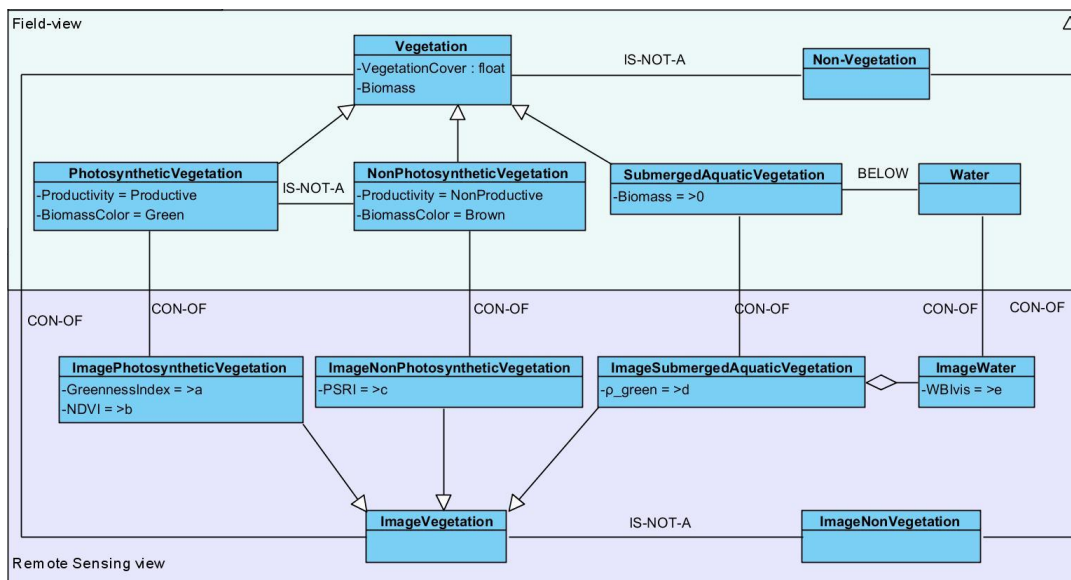 Field-view
Vegetation
-VegetationCover : float
-Biomass
IS-NOT-A
Non-Vegetation
PhotosyntheticVegetation
-Productivity = Productive
-BiomassColor = Green
IS-NOT-A
NonPhotosyntheticVegetation
-Productivity = NonProductive
-BiomassColor = Brown
SubmergedAquaticVegetation
-Biomass = >0
BELOW
Water
CON-OF
CON-OF
CON-OF
CON-OF
CON-OF
CON-OF
ImagePhotosyntheticVegetation
-GreennessIndex = >a
-NDVI = >b
ImageNonPhotosyntheticVegetation
-PSRI = >c
ImageSubmergedAquaticVegetation
-ρ_green = >d
ImageWater
-WBIvis = >e
ImageVegetation
IS-NOT-A
ImageNonVegetation
Remote Sensing view